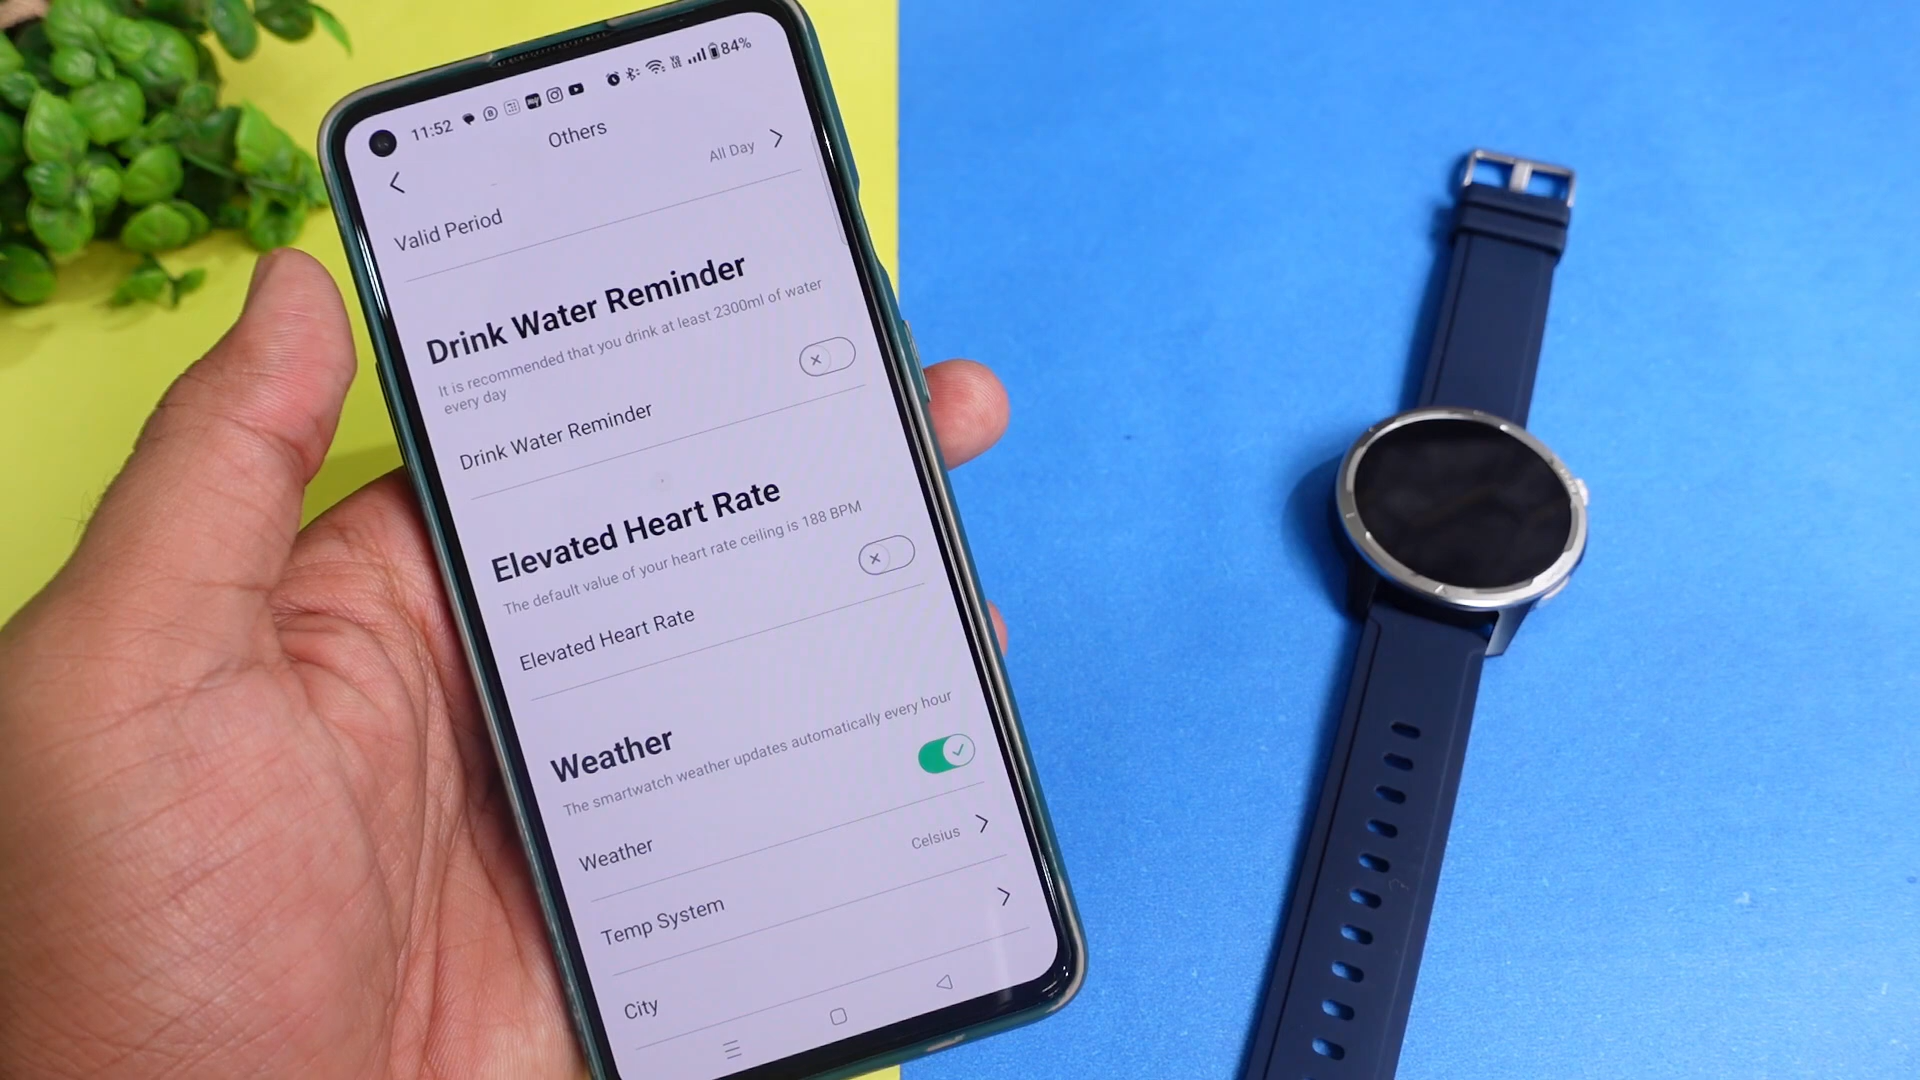 11:52
84%
Others
All Day
Valid Period
Drink Water Reminder
It is recommended that you drink at least 2300ml of water
every day
Drink Water Reminder
Elevated Heart Rate
The default value of your heart rate ceiling is 188 BPM
Elevated Heart Rate
Weather
The smartwatch weather updates automatically every hour
Weather
Celsius
Temp System
City